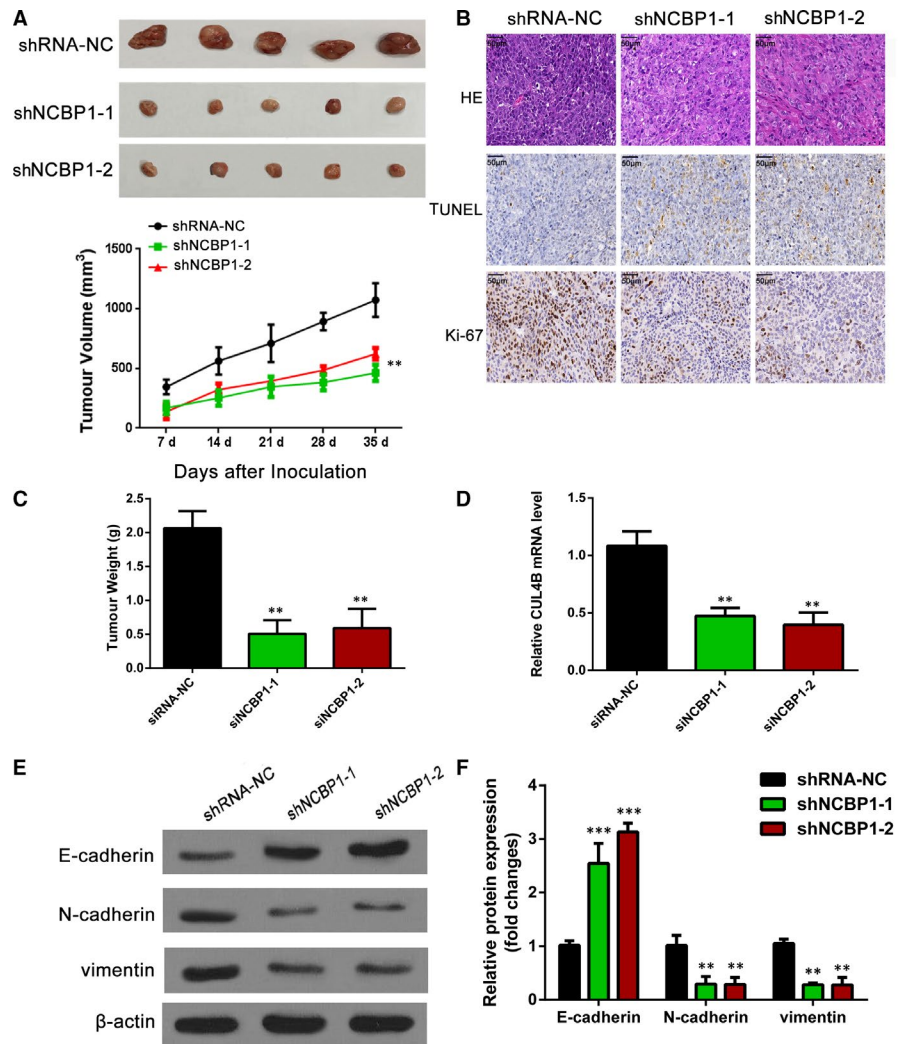 A
shRNA-NC
shNCBP1-1
shNCBP1-2
shRNA-NC
shNCBP1-1
shNCBP1-2
Tumour Volume (mm³)
1500
1000
500
0
**
7 d 14 d 21 d 28 d 35 d
Days after Inoculation
B
shRNA-NC shNCBP1-1 shNCBP1-2
HE
50μm 50μm 50μm
TUNEL
50μm 50μm 50μm
Ki-67
50μm 50μm 50μm
C
Tumour Weight (g)
2.5
2.0
1.5
1.0
0.5
0.0
** **
siRNA-NC siNCBP1-1 siNCBP1-2
D
Relative CUL4B mRNA level
1.5
1.0
0.5
0.0
** **
siRNA-NC siNCBP1-1 siNCBP1-2
E
shRNA-NC shNCBP1-1 shNCBP1-2
E-cadherin
N-cadherin
vimentin
β-actin
F
shRNA-NC
shNCBP1-1
shNCBP1-2
Relative protein expression
(fold changes)
4
3
2
1
0
*** ***
** ** ** **
E-cadherin N-cadherin vimentin